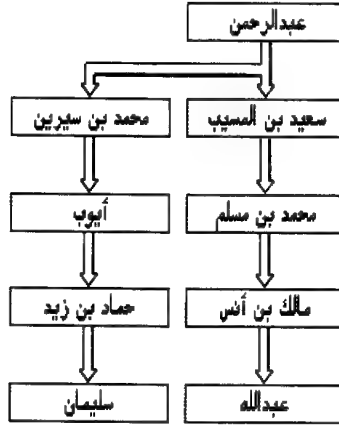 عبدالرحمن
سعيد بن المسيب
محمد بن سيرين
محمد بن مسلم
أيوب
مالك بن أنس
حماد بن زيد
عبدالله
سليمان